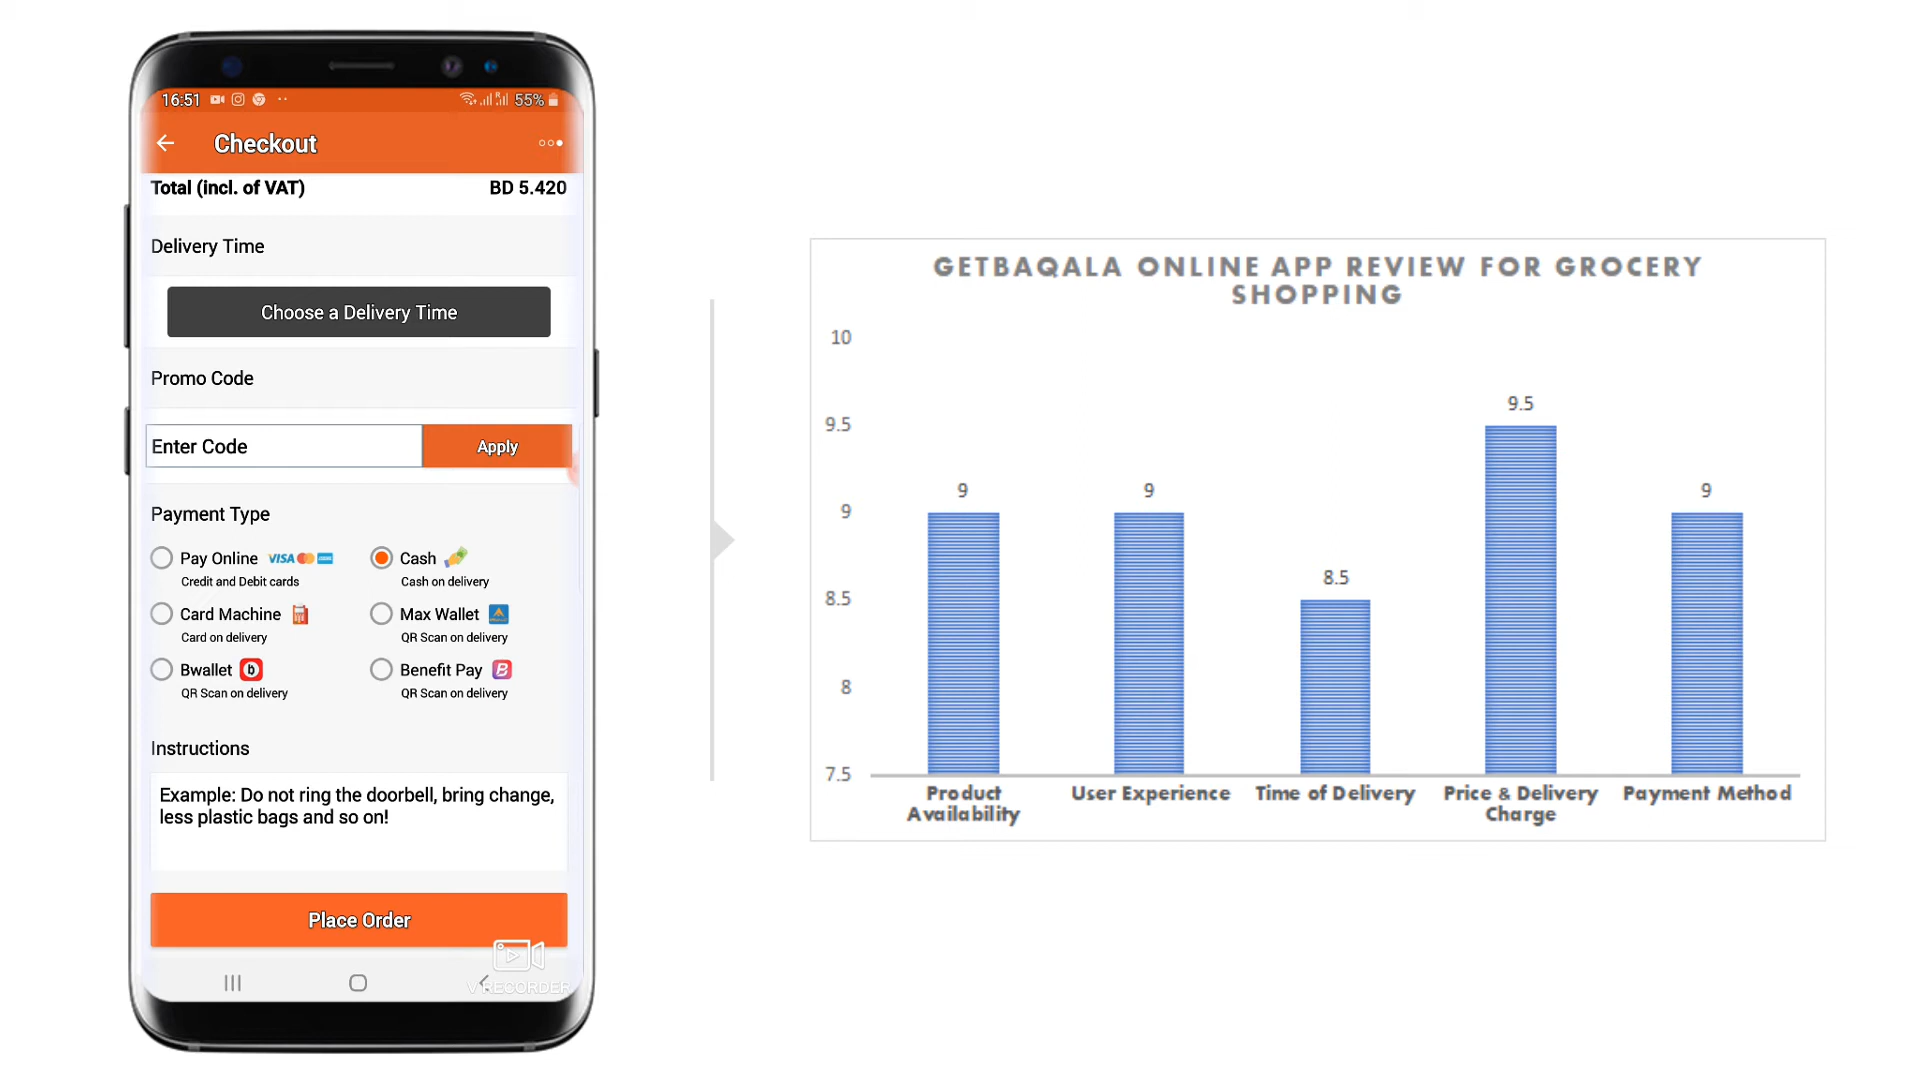 16:51
55%
Checkout
Total (incl. of VAT) BD 5.420
Delivery Time
Choose a Delivery Time
Promo Code
Enter Code Apply
Payment Type
Pay Online VISA Cash
Credit and Debit cards Cash on delivery
Card Machine Max Wallet
Card on delivery QR Scan on delivery
Bwallet Benefit Pay
QR Scan on delivery QR Scan on delivery
Instructions
Example: Do not ring the doorbell, bring change,
less plastic bags and so on!
Place Order
V RECORDER
GETBAQALA ONLINE APP REVIEW FOR GROCERY
SHOPPING
10
9.5
9
8.5
8
7.5
9
9
8.5
9.5
9
Product
Availability
User Experience
Time of Delivery
Price & Delivery
Charge
Payment Method